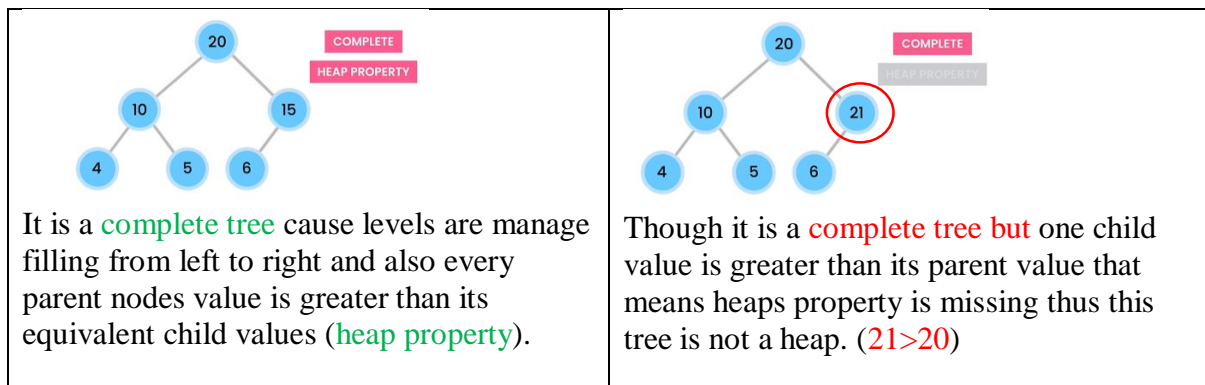 20
COMPLETE
HEAP PROPERTY
10
15
4
5
6
It is a complete tree cause levels are manage
filling from left to right and also every
parent nodes value is greater than its
equivalent child values (heap property).
20
COMPLETE
HEAP PROPERTY
10
21
4
5
6
Though it is a complete tree but one child
value is greater than its parent value that
means heaps property is missing thus this
tree is not a heap. (21>20)